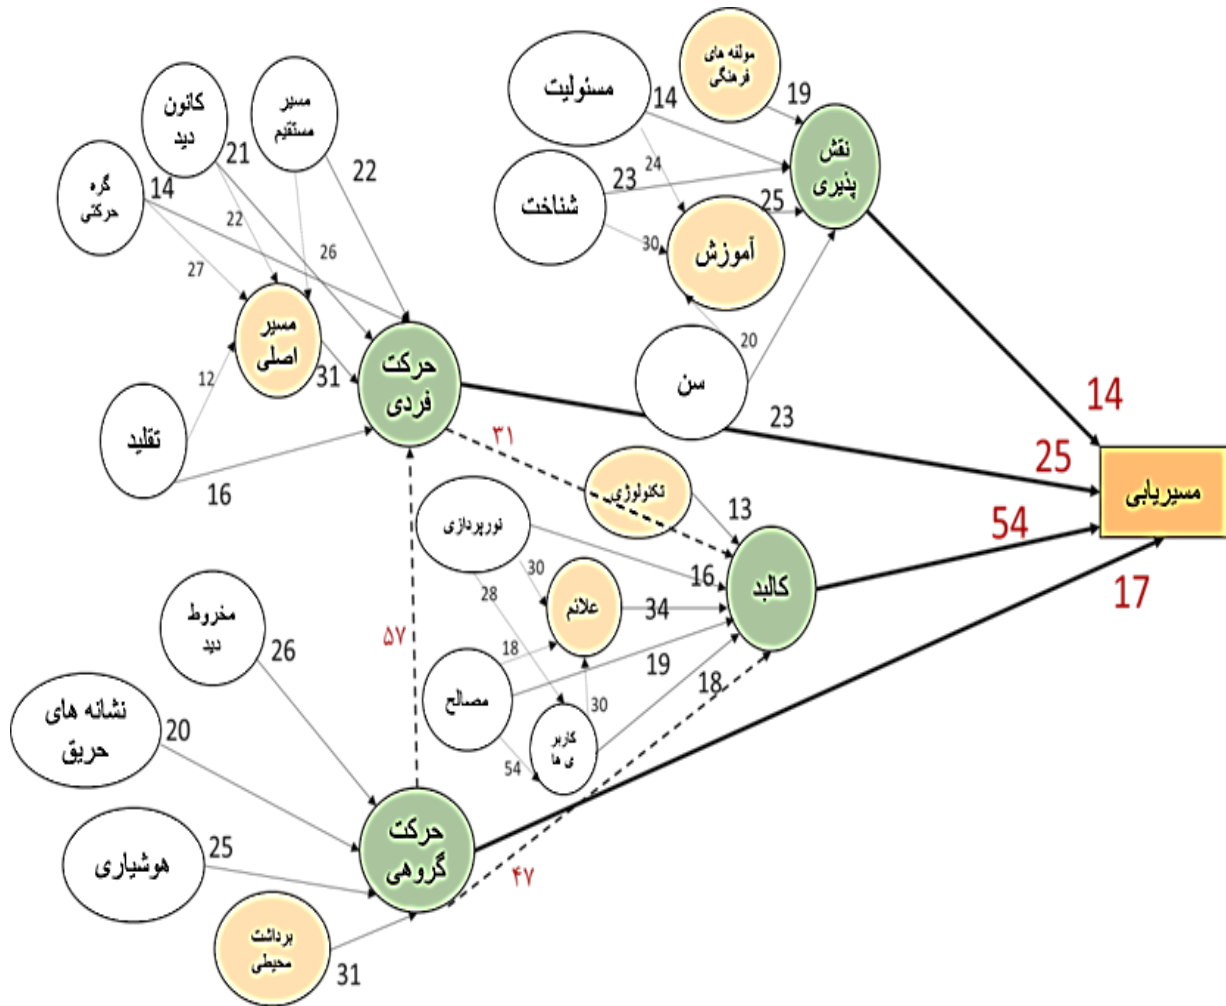 مولفه های
فرهنگی
مسئولیت
14
19
کانون
دید
مسیر
مستقیم
نقش
پذیری
21
22
24
گره
حرکتی
14
23
شناخت
25
22
26
30
آموزش
27
مسیر
اصلی
20
حرکت
فردی
31
12
سن
14
تقلید
23
۳۱
25
16
تکنولوژی
13
مسیریابی
نورپردازی
54
30
28
16
کالبد
17
علائم
34
مخروط
دید
۵۷
26
18
19
مصالح
18
30
نشانه های
حریق
20
کاربر
ی ها
54
حرکت
گروهی
هوشیاری
25
۴۷
برداشت
محیطی
31